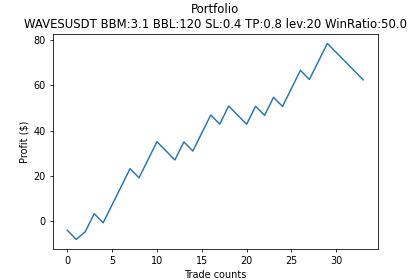 Portfolio
WAVESUSDT BBM:3.1 BBL:120 SL:0.4 TP:0.8 lev:20 WinRatio:50.0
80
60
40
20
0
Profit ($)
0 5 10 15 20 25 30
Trade counts